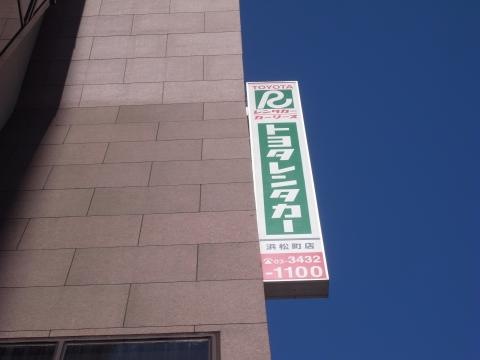 TOYOTA
R
レンタカー
カーリース
トヨタレンタカー
浜松町店
☎03-3432
-1100